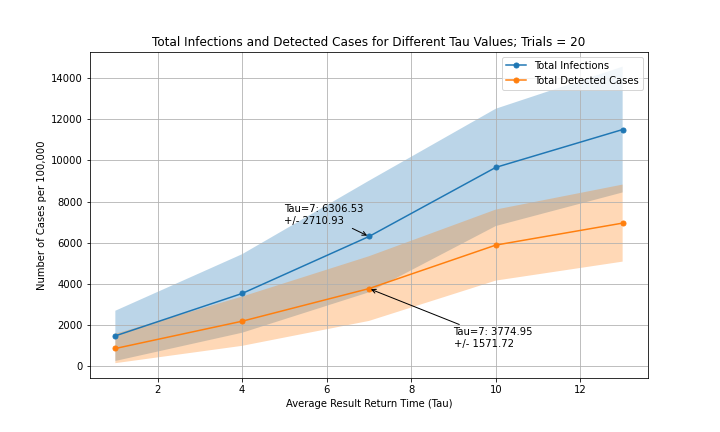 Total Infections and Detected Cases for Different Tau Values; Trials = 20
Total Infections
Total Detected Cases
14000
12000
10000
8000
6000
4000
2000
0
Number of Cases per 100,000
Tau=7: 6306.53
+/- 2710.93
Tau=7: 3774.95
+/- 1571.72
2
4
6
8
10
12
Average Result Return Time (Tau)